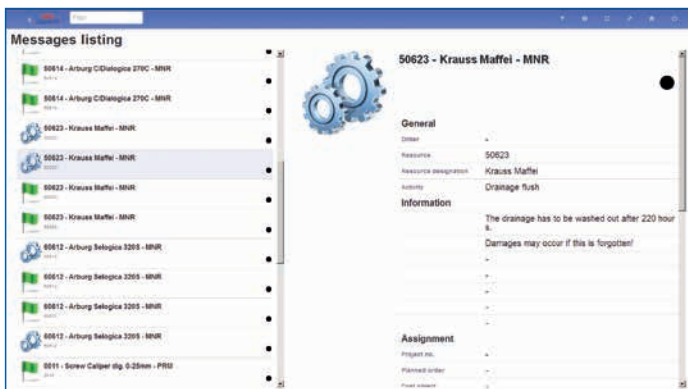 Messages listing
50614 - Arburg C/Dialogica 270C - MNR
50614 - Arburg C/Dialogica 270C - MNR
50623 - Krauss Maffei - MNR
50623 - Krauss Maffei - MNR
50623 - Krauss Maffei - MNR
50623 - Krauss Maffei - MNR
60612 - Arburg Selogica 320S - MNR
60612 - Arburg Selogica 320S - MNR
60612 - Arburg Selogica 320S - MNR
60612 - Arburg Selogica 320S - MNR
0011 - Screw Caliper dig. 0-25mm - PRM
50623 - Krauss Maffei - MNR
General
-
Resource 50623
Resource designation Krauss Maffei
Activity Drainage flush
Information
The drainage has to be washed out after 220 hour
s.
Damages may occur if this is forgotten!
-
-
-
-
Assignment
Project no. -
Planned order -